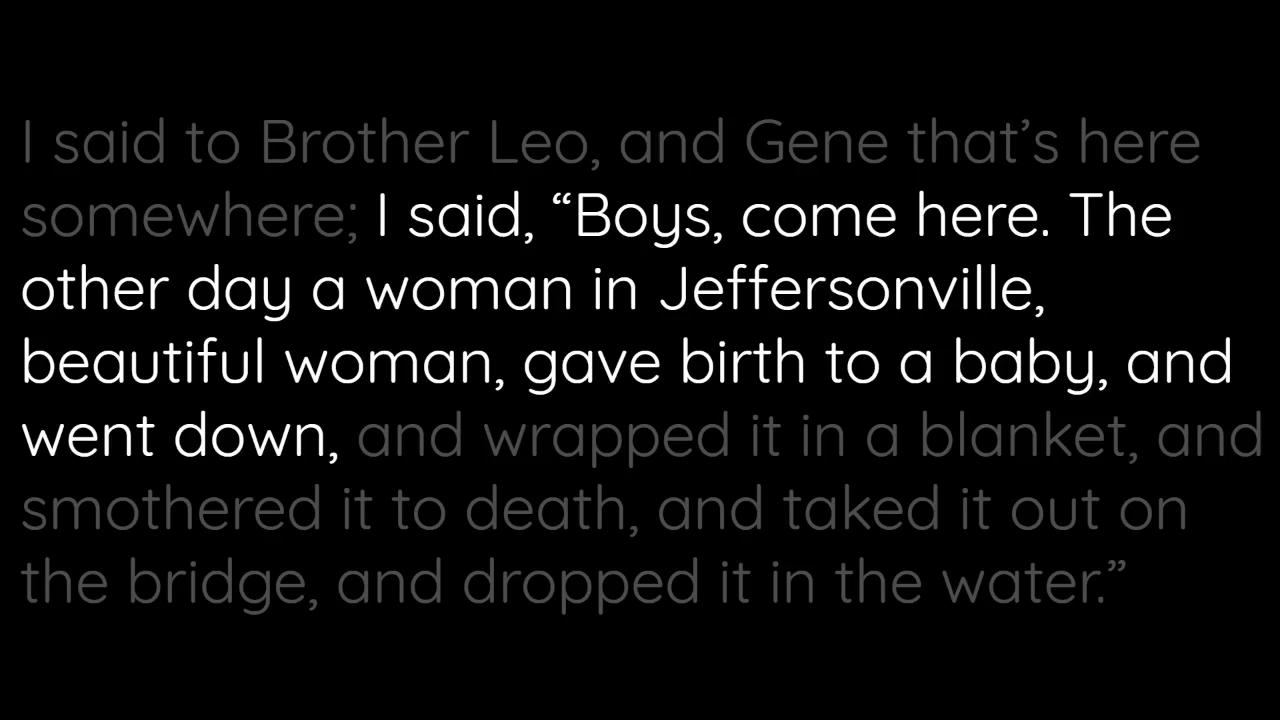 I said to Brother Leo, and Gene that’s here
somewhere; I said, “Boys, come here. The
other day a woman in Jeffersonville,
beautiful woman, gave birth to a baby, and
went down, and wrapped it in a blanket, and
smothered it to death, and taked it out on
the bridge, and dropped it in the water.”